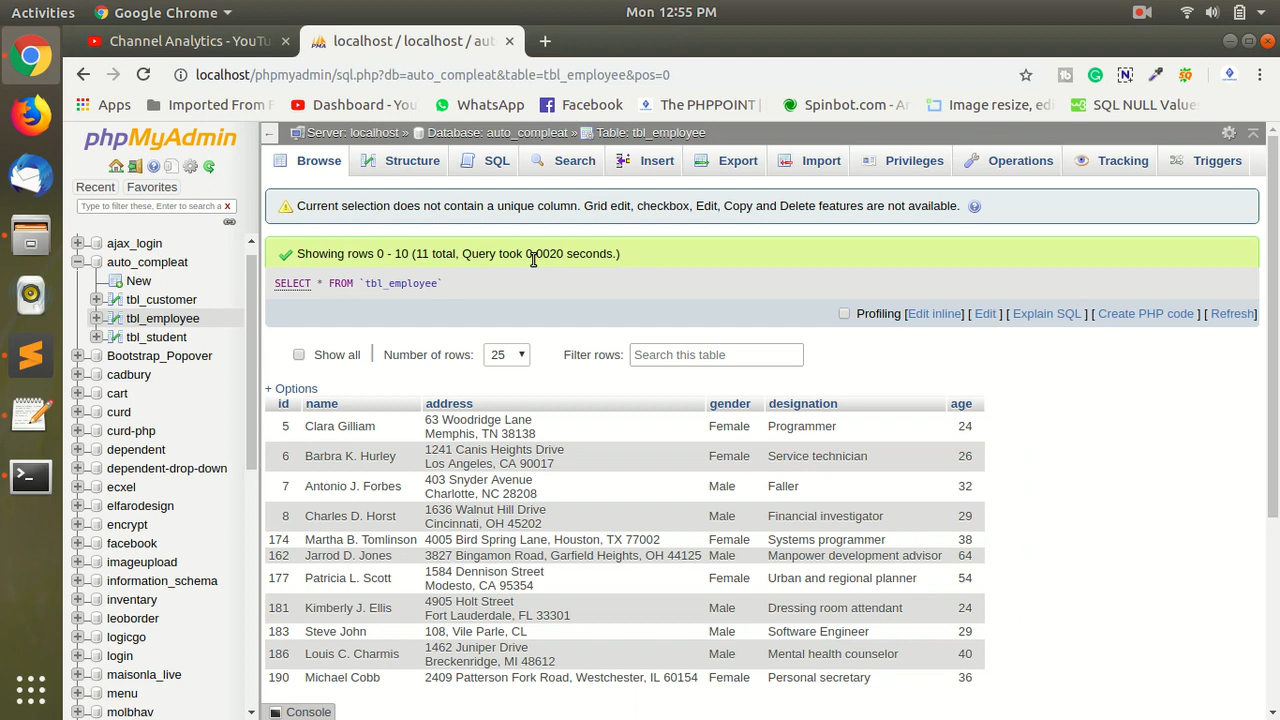 Activities Google Chrome Mon 12:55 PM
Channel Analytics - YouTu localhost / localhost / aut
localhost/phpmyadmin/sql.php?db=auto_compleat&table=tbl_employee&pos=0
Apps Imported From F Dashboard - You WhatsApp Facebook The PHPPOINT Spinbot.com - Ar Image resize, edi SQL NULL Value
phpMyAdmin
Recent Favorites
Type to filter these, Enter to search a X
ajax_login
auto_compleat
New
tbl_customer
tbl_employee
tbl_student
Bootstrap_Popover
cadbury
cart
curd
curd-php
dependent
dependent-drop-down
ecxel
elfarodesign
encrypt
facebook
imageupload
information_schema
inventary
leoborder
logicgo
login
maisonla_live
menu
molbhav
Server: localhost » Database: auto_compleat » Table: tbl_employee
Browse Structure SQL Search Insert Export Import Privileges Operations Tracking Triggers
Current selection does not contain a unique column. Grid edit, checkbox, Edit, Copy and Delete features are not available.
Showing rows 0 - 10 (11 total, Query took 0.0020 seconds.)
SELECT * FROM `tbl_employee`
Profiling [Edit inline] [ Edit ] [ Explain SQL ] [ Create PHP code ] [ Refresh]
Show all Number of rows: 25 Filter rows: Search this table
+ Options
id name address gender designation age
5 Clara Gilliam 63 Woodridge Lane Female Programmer 24
Memphis, TN 38138
6 Barbra K. Hurley 1241 Canis Heights Drive Female Service technician 26
Los Angeles, CA 90017
7 Antonio J. Forbes 403 Snyder Avenue Male Faller 32
Charlotte, NC 28208
8 Charles D. Horst 1636 Walnut Hill Drive Male Financial investigator 29
Cincinnati, OH 45202
174 Martha B. Tomlinson 4005 Bird Spring Lane, Houston, TX 77002 Female Systems programmer 38
162 Jarrod D. Jones 3827 Bingamon Road, Garfield Heights, OH 44125 Male Manpower development advisor 64
177 Patricia L. Scott 1584 Dennison Street Female Urban and regional planner 54
Modesto, CA 95354
181 Kimberly J. Ellis 4905 Holt Street Male Dressing room attendant 24
Fort Lauderdale, FL 33301
183 Steve John 108, Vile Parle, CL Male Software Engineer 29
186 Louis C. Charmis 1462 Juniper Drive Male Mental health counselor 40
Breckenridge, MI 48612
190 Michael Cobb 2409 Patterson Fork Road, Westchester, IL 60154 Female Personal secretary 36
Console